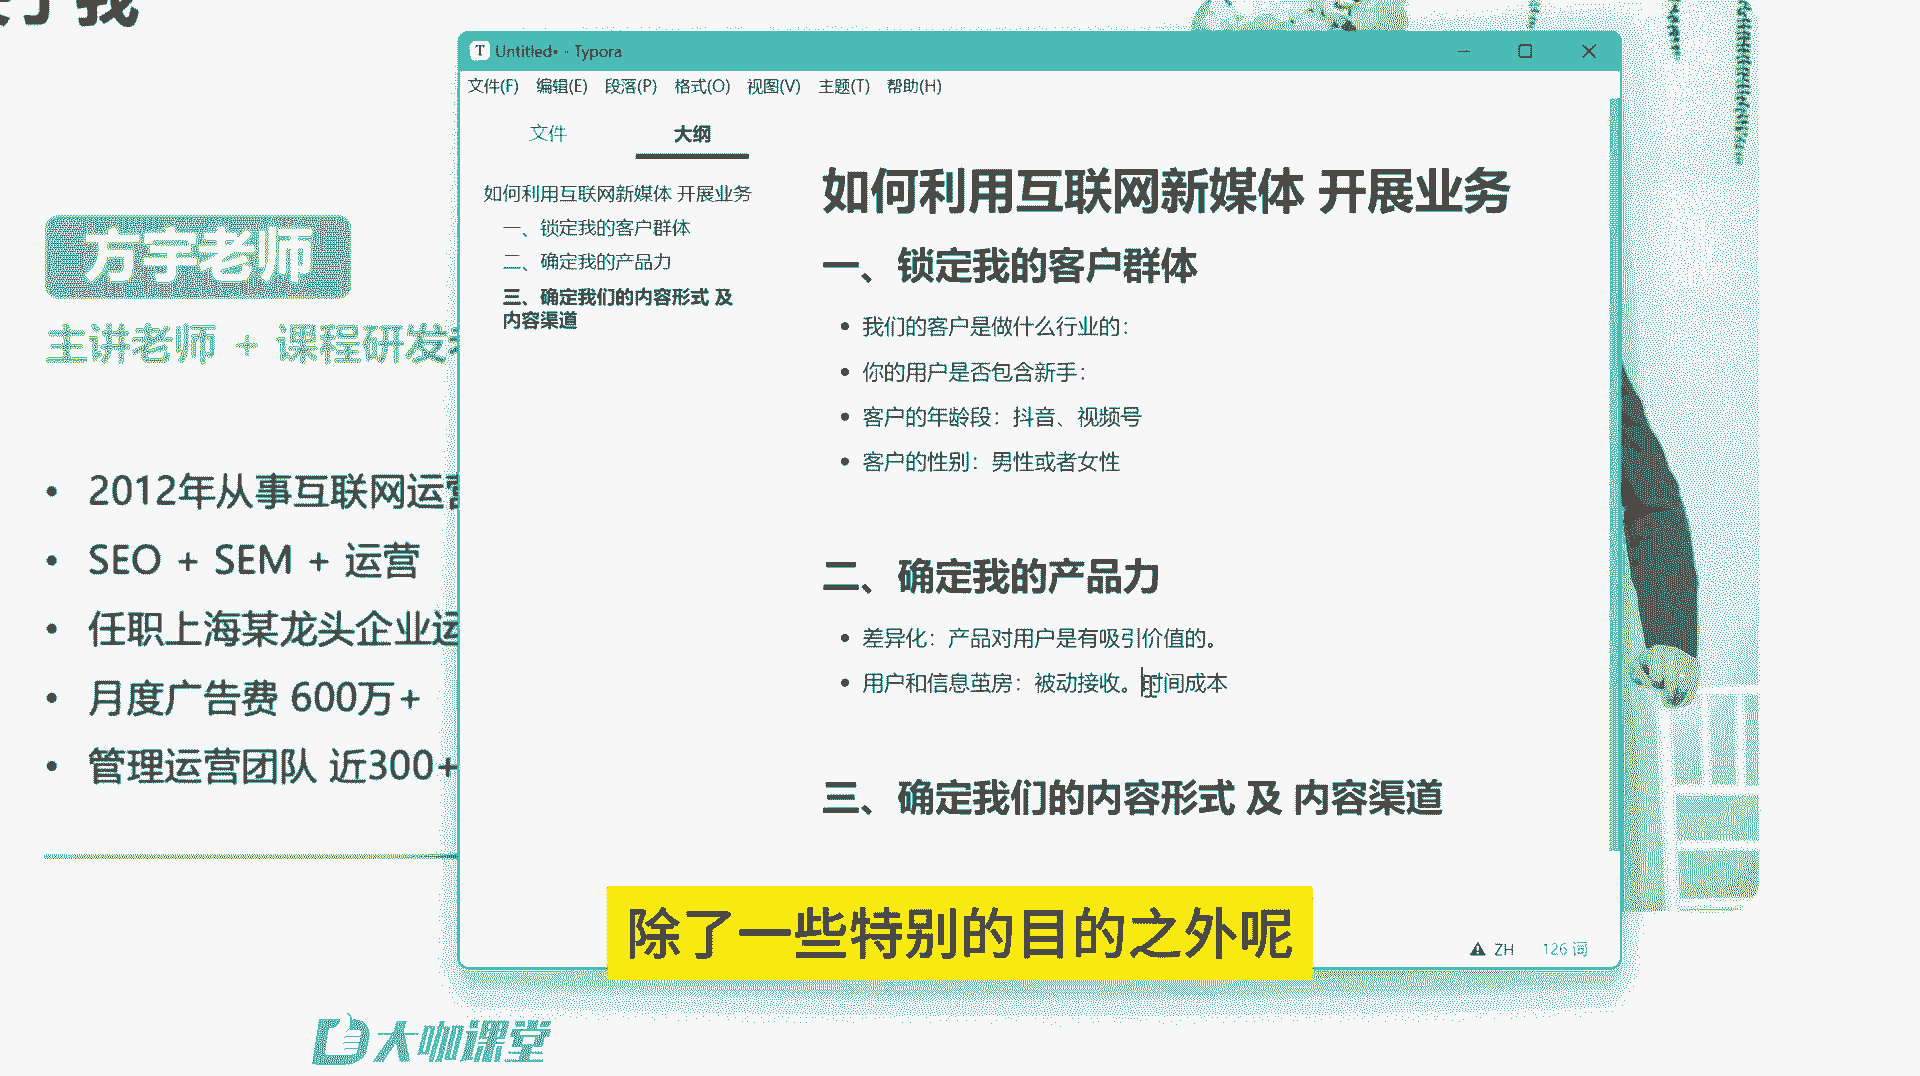 Untitled• - Typora
文件(F) 编辑(E) 段落(P) 格式(O) 视图(V) 主题(T) 帮助(H)
文件 大纲
如何利用互联网新媒体 开展业务
一、锁定我的客户群体
二、确定我的产品力
三、确定我们的内容形式 及
内容渠道
如何利用互联网新媒体 开展业务
一、锁定我的客户群体
我们的客户是做什么行业的：
你的用户是否包含新手：
客户的年龄段：抖音、视频号
客户的性别：男性或者女性
二、确定我的产品力
差异化：产品对用户是有吸引价值的。
用户和信息茧房：被动接收。时间成本
三、确定我们的内容形式 及 内容渠道
ZH 126 词
方宇老师
主讲老师 + 课程研发
• 2012年从事互联网运营
• SEO + SEM + 运营
• 任职上海某龙头企业运
• 月度广告费 600万+
• 管理运营团队 近300+
除了一些特别的目的之外呢
大咖课堂